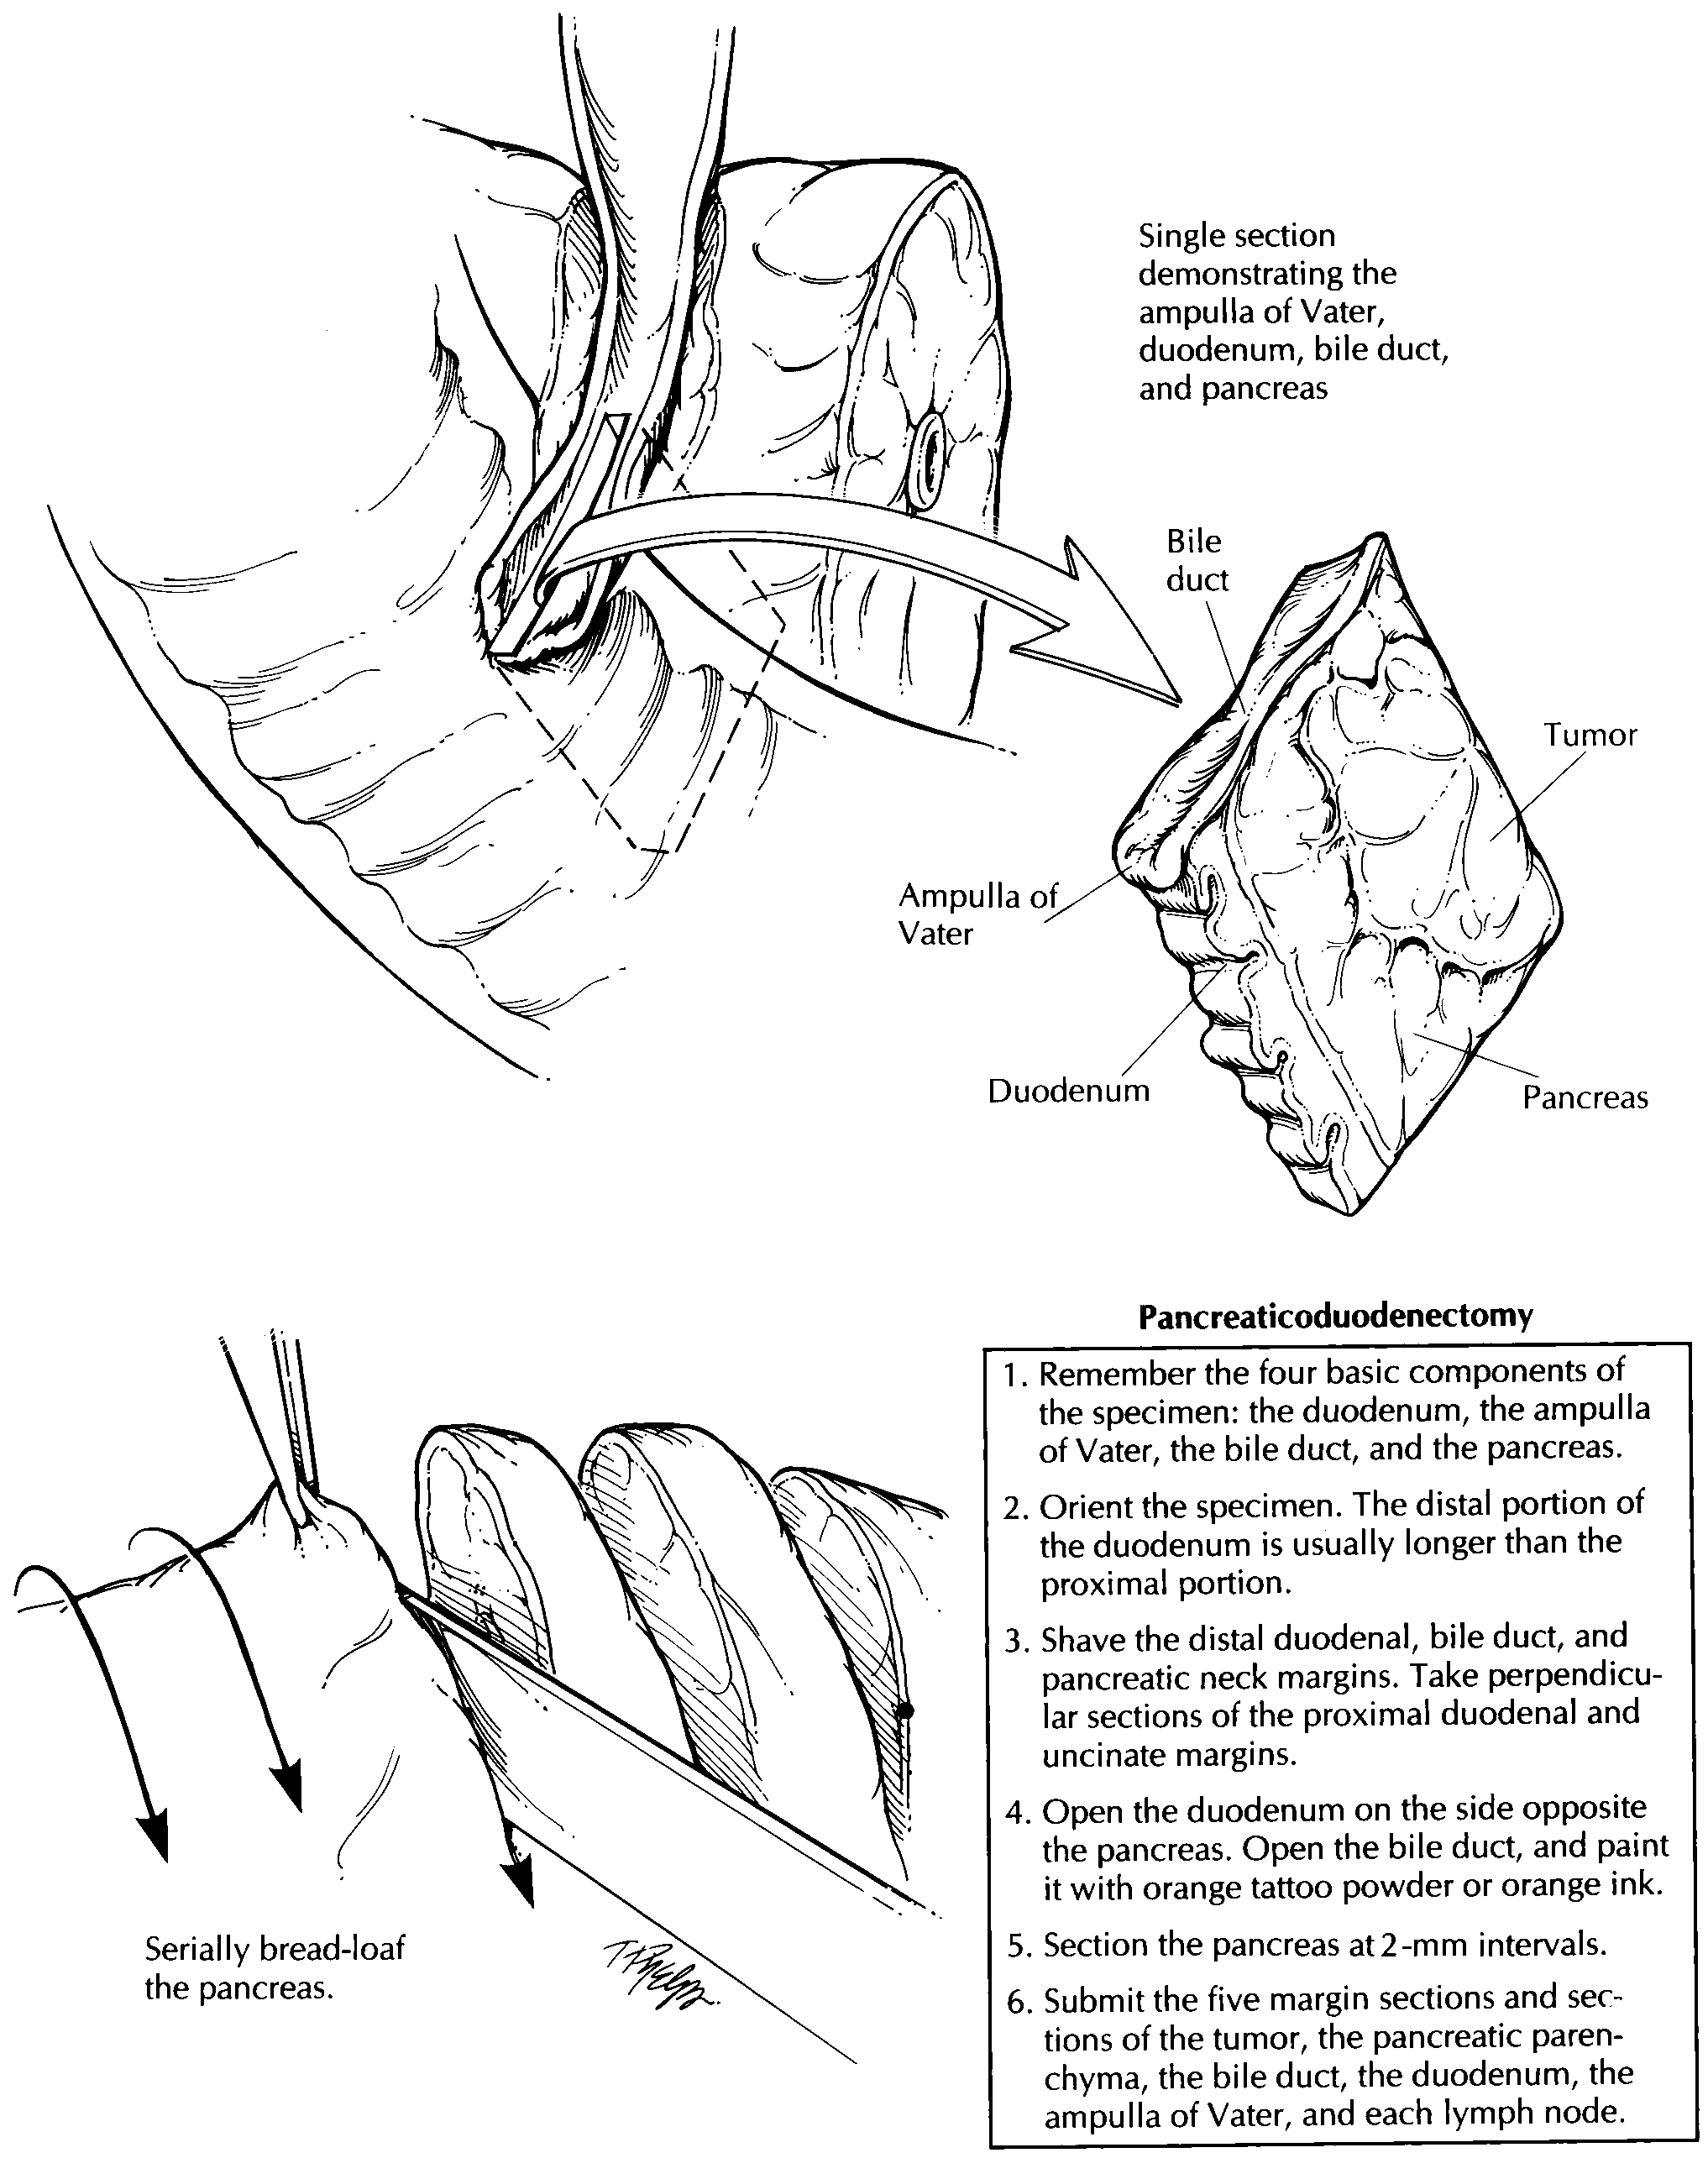 Single section
demonstrating the
ampulla of Vater,
duodenum, bile duct,
and pancreas
Bile
duct
Tumor
Ampulla of
Vater
Duodenum
Pancreas
Pancreaticoduodenectomy
1. Remember the four basic components of
the specimen: the duodenum, the ampulla
of Vater, the bile duct, and the pancreas.
2. Orient the specimen. The distal portion of
the duodenum is usually longer than the
proximal portion.
3. Shave the distal duodenal, bile duct, and
pancreatic neck margins. Take perpendicu-
lar sections of the proximal duodenal and
uncinate margins.
4. Open the duodenum on the side opposite
the pancreas. Open the bile duct, and paint
it with orange tattoo powder or orange ink.
5. Section the pancreas at 2-mm intervals.
6. Submit the five margin sections and sec-
tions of the tumor, the pancreatic paren-
chyma, the bile duct, the duodenum, the
ampulla of Vater, and each lymph node.
Serially bread-loaf
the pancreas.